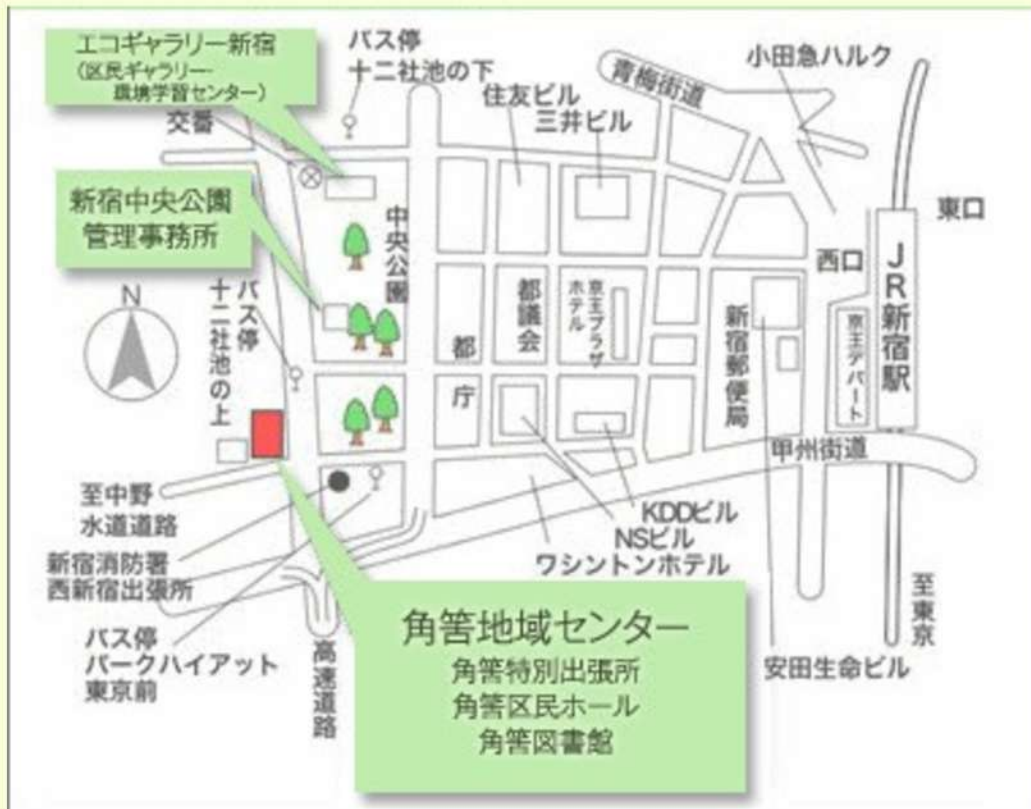 エコギャラリー新宿
(区民ギャラリー・
環境学習センター)
交番
バス停
十二社池の下
住友ビル
三井ビル
青梅街道
小田急ハルク
新宿中央公園
管理事務所
中央公園
東口
西口
JR新宿駅
N
バス停
十二社池の上
都庁
都議会
京王プラザ
ホテル
新宿郵便局
京王デパート
甲州街道
至中野
水道道路
新宿消防署
西新宿出張所
KDDビル
NSビル
ワシントンホテル
バス停
パークハイアット
東京前
高速道路
角筈地域センター
角筈特別出張所
角筈区民ホール
角筈図書館
安田生命ビル
至東京